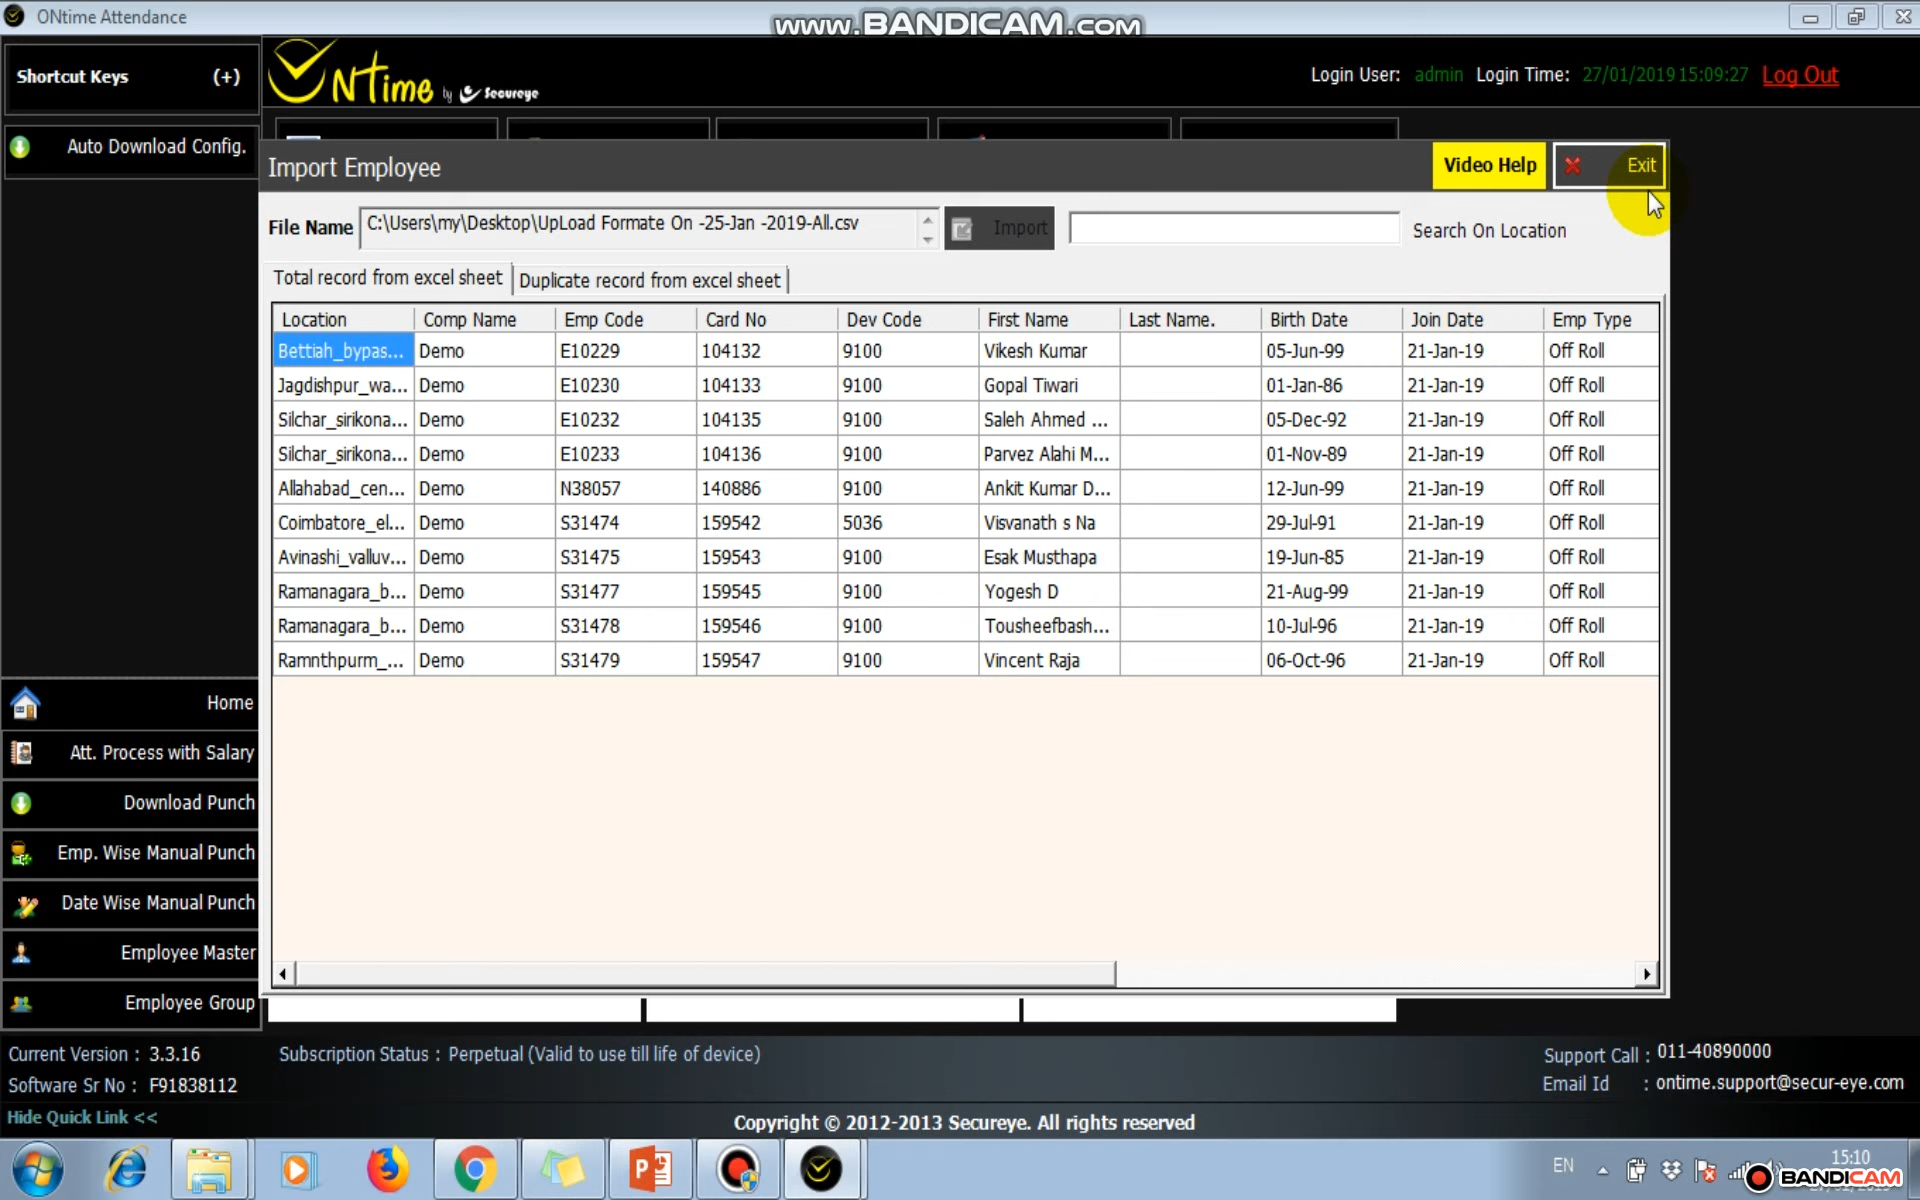 ONtime Attendance
www.BANDICAM.com
Shortcut Keys (+)
ONTime by Secureye
Login User: admin Login Time: 27/01/2019 15:09:27 Log Out
Auto Download Config.
Import Employee
Video Help
Exit
File Name C:\Users\my\Desktop\UpLoad Formate On -25-Jan -2019-All.csv Import Search On Location
Total record from excel sheet Duplicate record from excel sheet
Location Comp Name Emp Code Card No Dev Code First Name Last Name. Birth Date Join Date Emp Type
Bettiah_bypas... Demo E10229 104132 9100 Vikesh Kumar 05-Jun-99 21-Jan-19 Off Roll
Jagdishpur_wa... Demo E10230 104133 9100 Gopal Tiwari 01-Jan-86 21-Jan-19 Off Roll
Silchar_sirikona... Demo E10232 104135 9100 Saleh Ahmed ... 05-Dec-92 21-Jan-19 Off Roll
Silchar_sirikona... Demo E10233 104136 9100 Parvez Alahi M... 01-Nov-89 21-Jan-19 Off Roll
Allahabad_cen... Demo N38057 140886 9100 Ankit Kumar D... 12-Jun-99 21-Jan-19 Off Roll
Coimbatore_el... Demo S31474 159542 5036 Visvanath s Na 29-Jul-91 21-Jan-19 Off Roll
Avinashi_valluv... Demo S31475 159543 9100 Esak Musthapa 19-Jun-85 21-Jan-19 Off Roll
Ramanagara_b... Demo S31477 159545 9100 Yogesh D 21-Aug-99 21-Jan-19 Off Roll
Ramanagara_b... Demo S31478 159546 9100 Tousheefbash... 10-Jul-96 21-Jan-19 Off Roll
Ramnthpurm_... Demo S31479 159547 9100 Vincent Raja 06-Oct-96 21-Jan-19 Off Roll
Home
Att. Process with Salary
Download Punch
Emp. Wise Manual Punch
Date Wise Manual Punch
Employee Master
Employee Group
Current Version : 3.3.16 Subscription Status : Perpetual (Valid to use till life of device) Support Call : 011-40890000
Software Sr No : F91838112 Email Id : ontime.support@secur-eye.com
Hide Quick Link <<
Copyright © 2012-2013 Secureye. All rights reserved
EN 15:10
BANDICAM